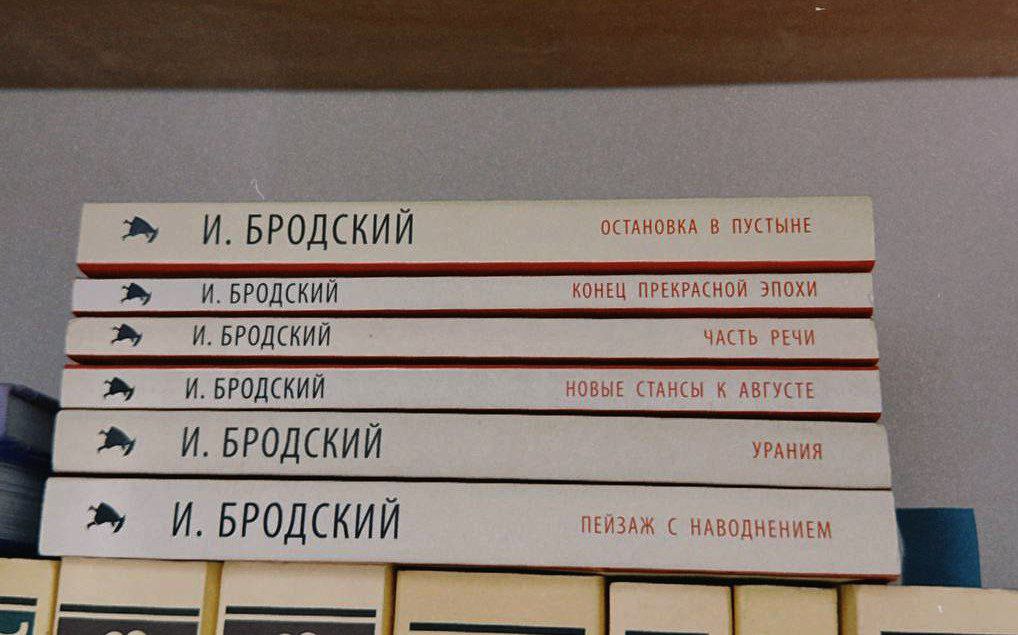 И. БРОДСКИЙ ОСТАНОВКА В ПУСТЫНЕ
И. БРОДСКИЙ КОНЕЦ ПРЕКРАСНОЙ ЭПОХИ
И. БРОДСКИЙ ЧАСТЬ РЕЧИ
И. БРОДСКИЙ НОВЫЕ СТАНСЫ К АВГУСТЕ
И. БРОДСКИЙ УРАНИЯ
И. БРОДСКИЙ ПЕЙЗАЖ С НАВОДНЕНИЕМ